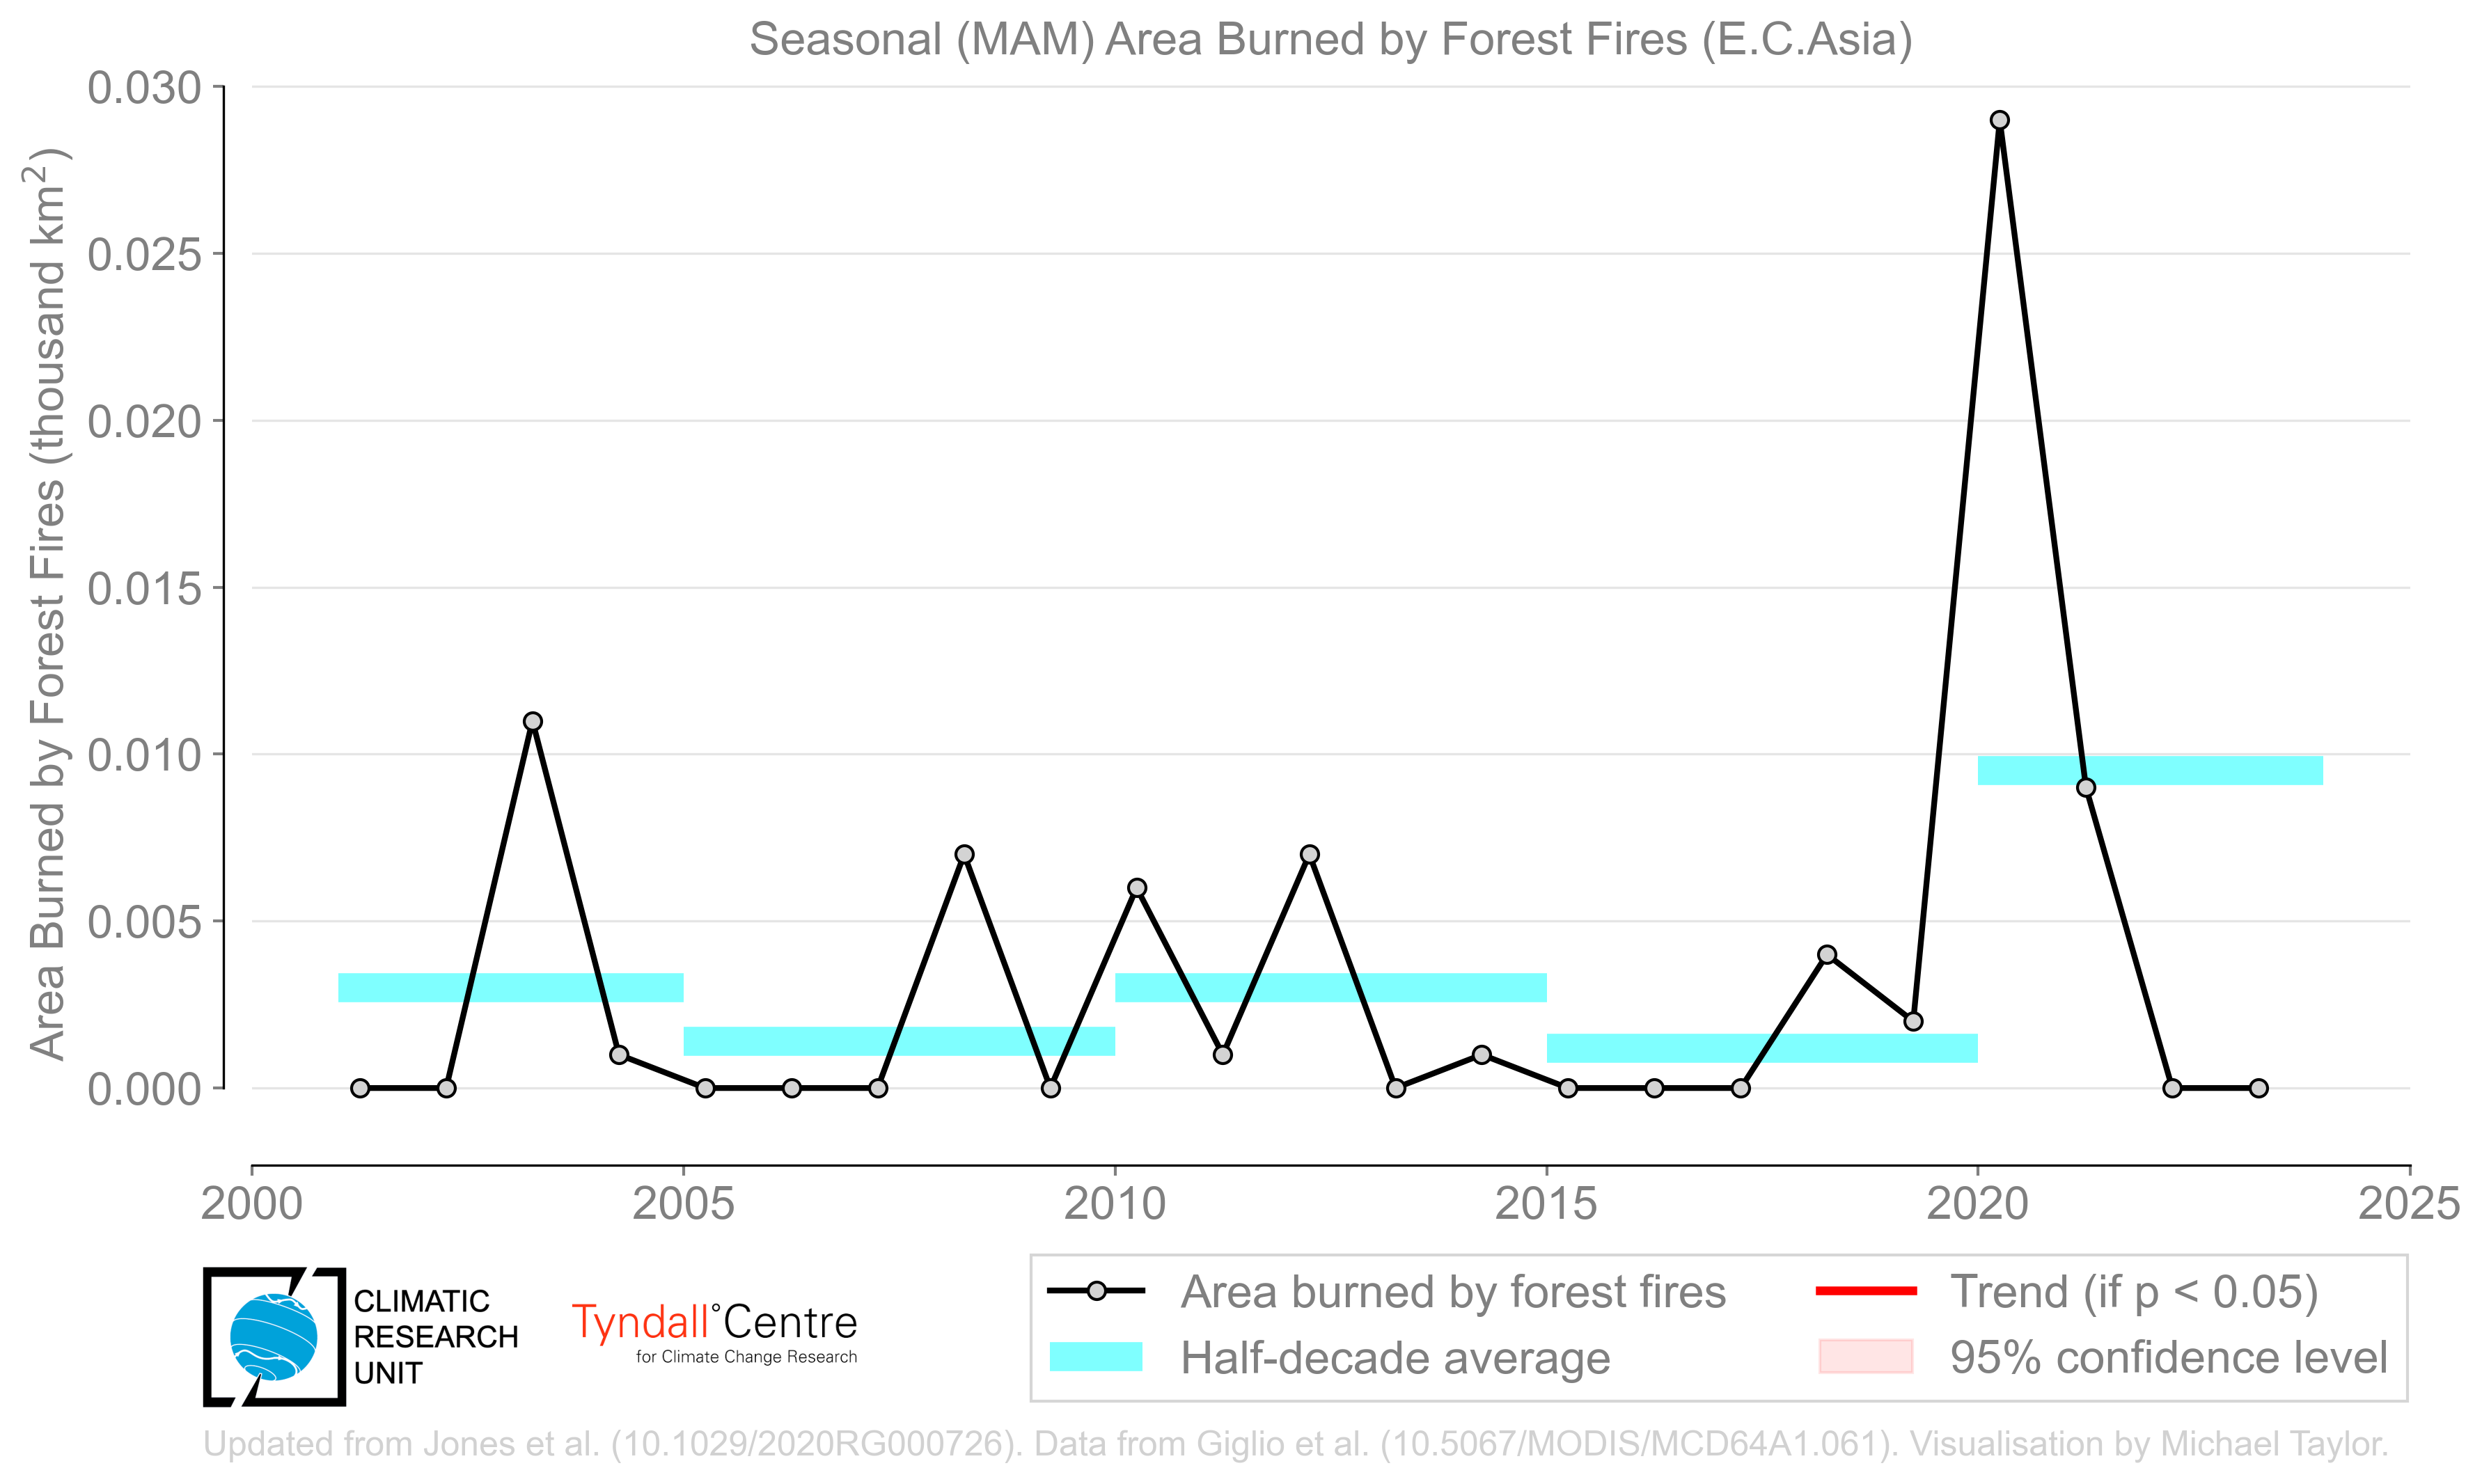 Seasonal (MAM) Area Burned by Forest Fires (E.C.Asia)
Area Burned by Forest Fires (thousand km²)
0.030
0.025
0.020
0.015
0.010
0.005
0.000
2000 2005 2010 2015 2020 2025
CLIMATIC
RESEARCH
UNIT
Tyndall°Centre
for Climate Change Research
Area burned by forest fires
Half-decade average
Trend (if p < 0.05)
95% confidence level
Updated from Jones et al. (10.1029/2020RG000726). Data from Giglio et al. (10.5067/MODIS/MCD64A1.061). Visualisation by Michael Taylor.